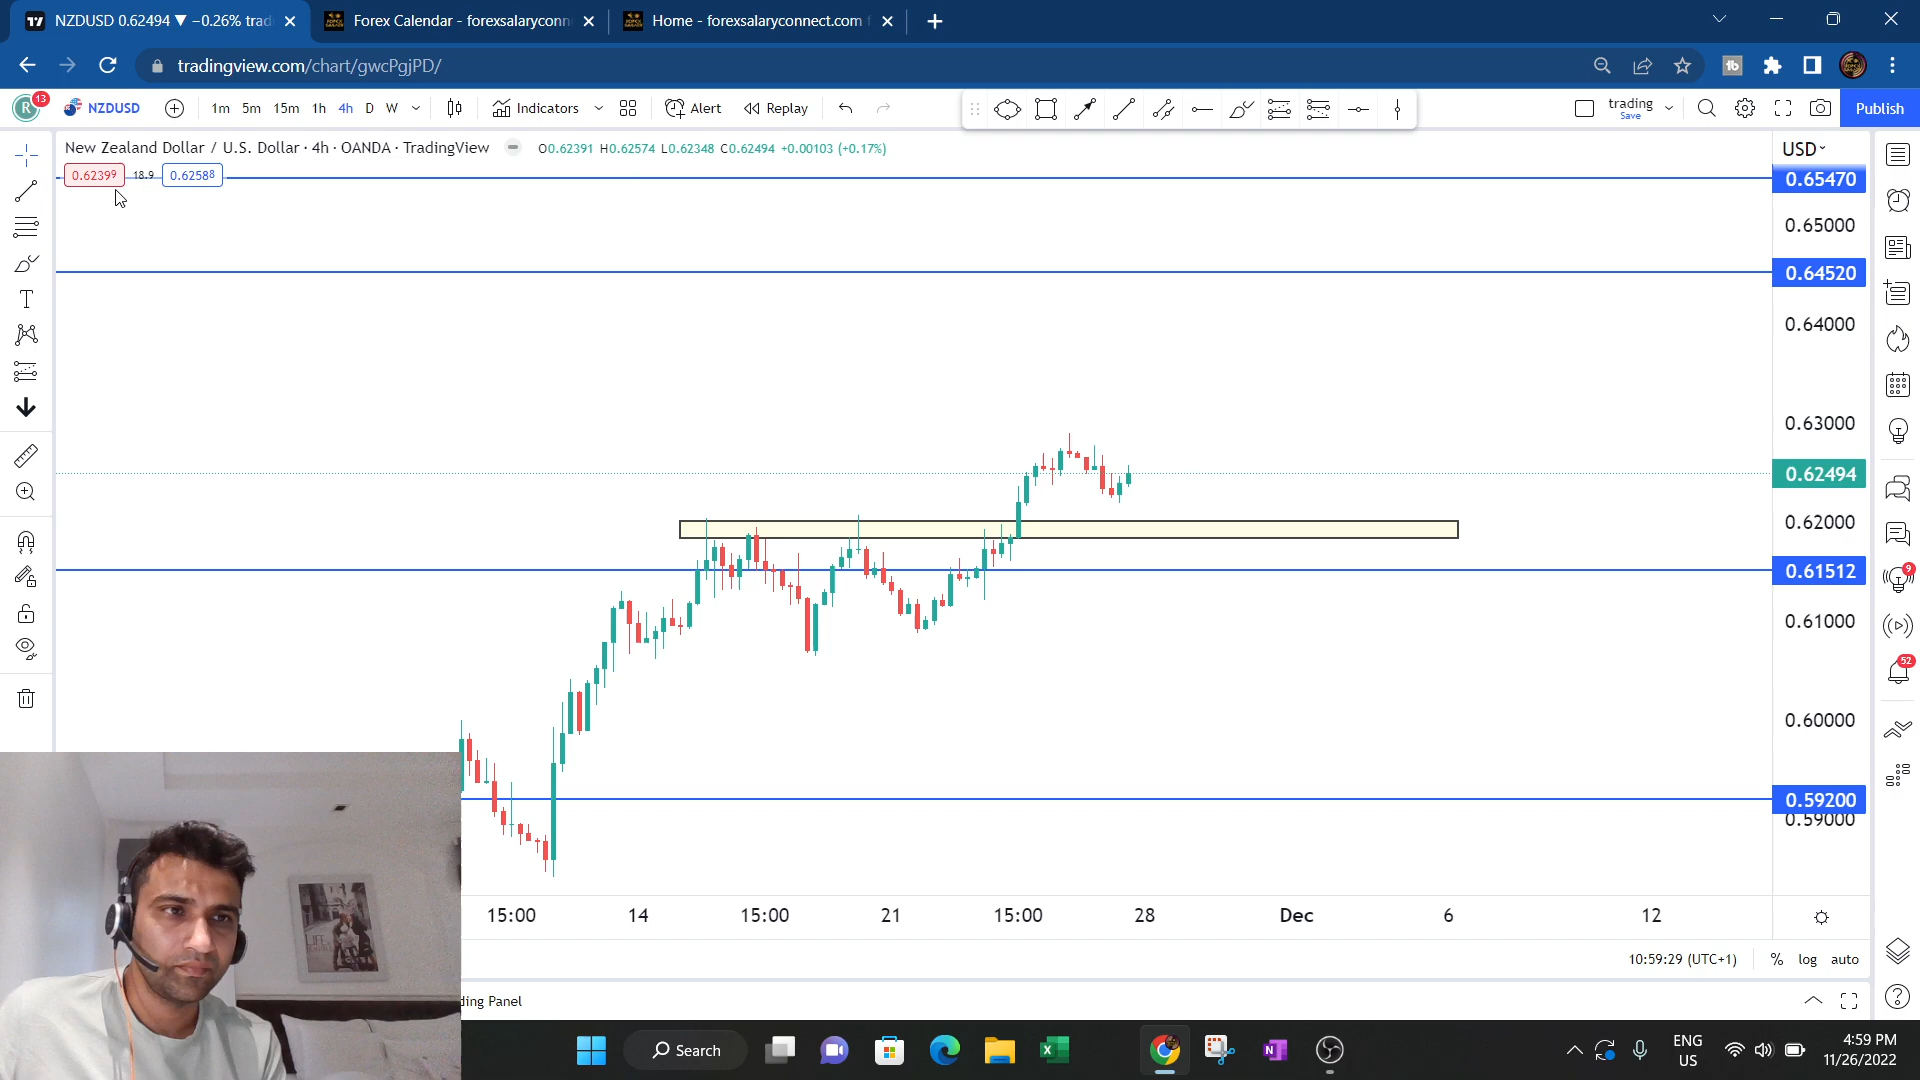 NZDUSD 0.62494 ▼ −0.26% trad
Forex Calendar - forexsalaryconn
Home - forexsalaryconnect.com
tradingview.com/chart/gwcPgjPD/
R 13 NZDUSD 1m 5m 15m 1h 4h D W Indicators Alert Replay trading Save Publish
New Zealand Dollar / U.S. Dollar · 4h · OANDA · TradingView O0.62391 H0.62574 L0.62348 C0.62494 +0.00103 (+0.17%)
USD
0.62399 18.9 0.62588
0.65470
0.65000
0.64520
0.64000
0.63000
0.62494
0.62000
0.61512
0.61000
0.60000
0.59200
0.59000
9
52
15:00 14 15:00 21 15:00 28 Dec 6 12
10:59:29 (UTC+1) % log auto
ding Panel
LIFE
Search
ENG
US
4:59 PM
11/26/2022